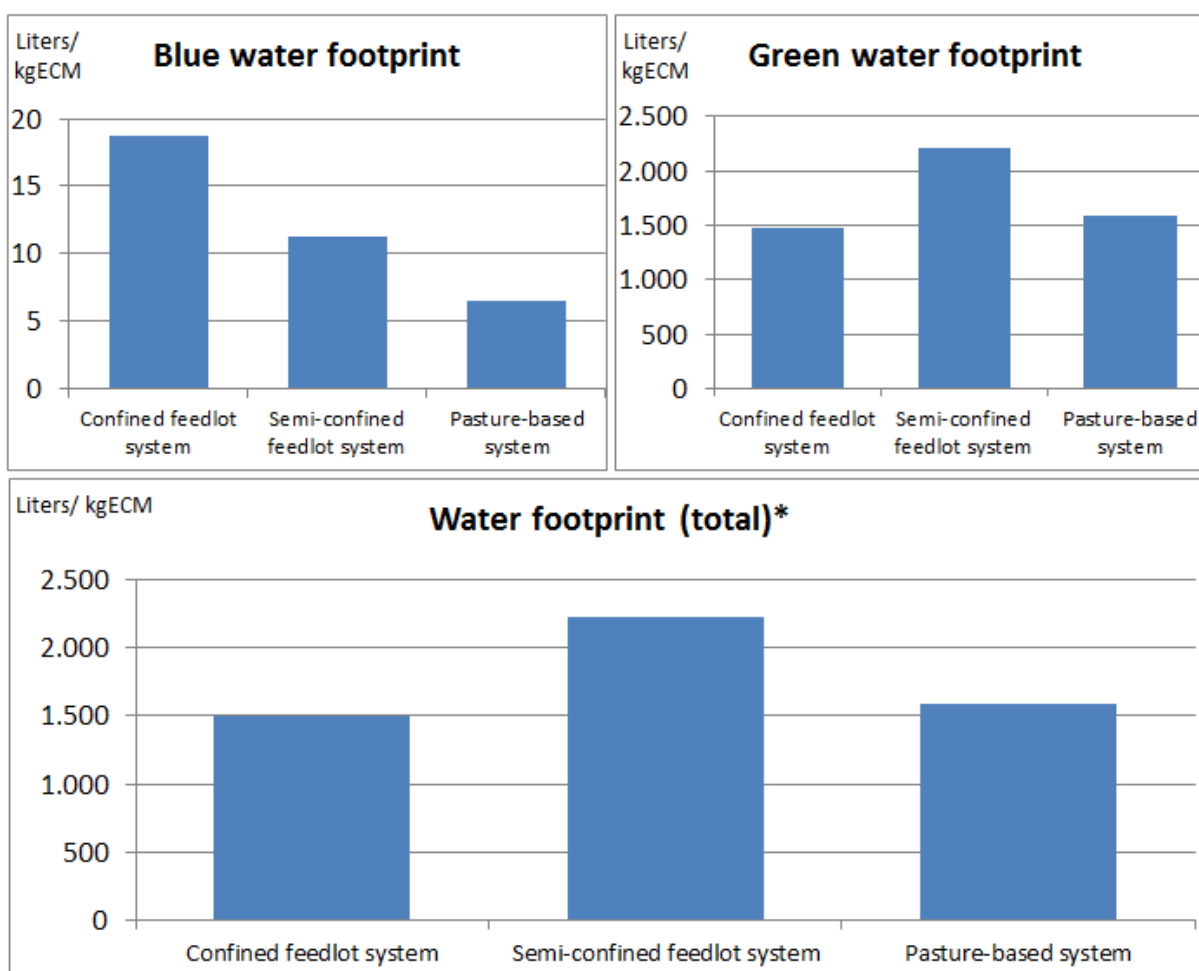 Liters/
kgECM
Blue water footprint
20
15
10
5
0
Confined feedlot
system
Semi-confined
feedlot system
Pasture-based
system
Liters/
kgECM
Green water footprint
2.500
2.000
1.500
1.000
500
0
Confined feedlot
system
Semi-confined
feedlot system
Pasture-based
system
Liters/ kgECM
Water footprint (total)*
2.500
2.000
1.500
1.000
500
0
Confined feedlot system
Semi-confined feedlot system
Pasture-based system